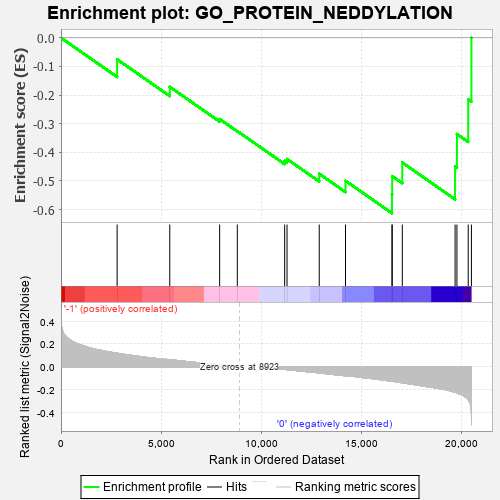 Enrichment plot: GO_PROTEIN_NEDDYLATION
Enrichment score (ES)
0.0
-0.1
-0.2
-0.3
-0.4
-0.5
-0.6
Ranked list metric (Signal2Noise)
'-1' (positively correlated)
0.4
0.2
0.0
-0.2
-0.4
Zero cross at 8923
'0' (negatively correlated)
0
5,000
10,000
15,000
20,000
Rank in Ordered Dataset
Enrichment profile
Hits
Ranking metric scores